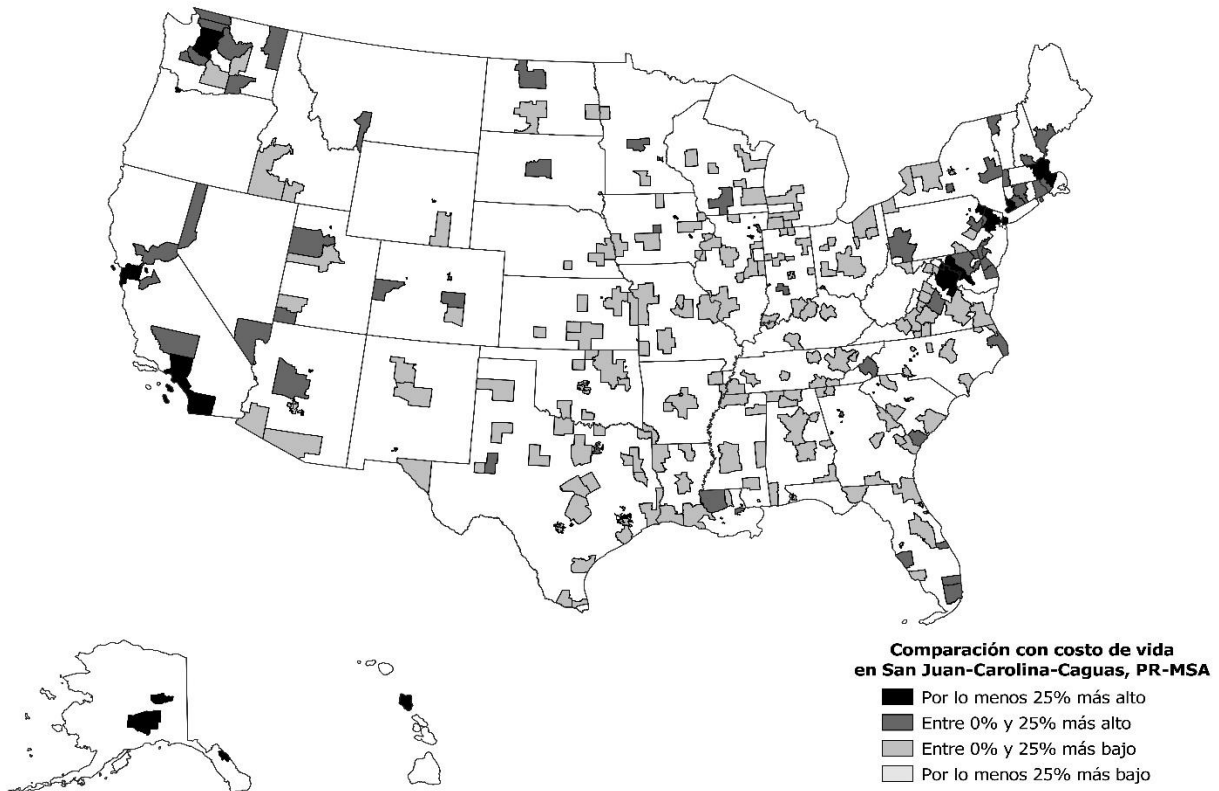 Comparación con costo de vida
en San Juan-Carolina-Caguas, PR-MSA
Por lo menos 25% más alto
Entre 0% y 25% más alto
Entre 0% y 25% más bajo
Por lo menos 25% más bajo